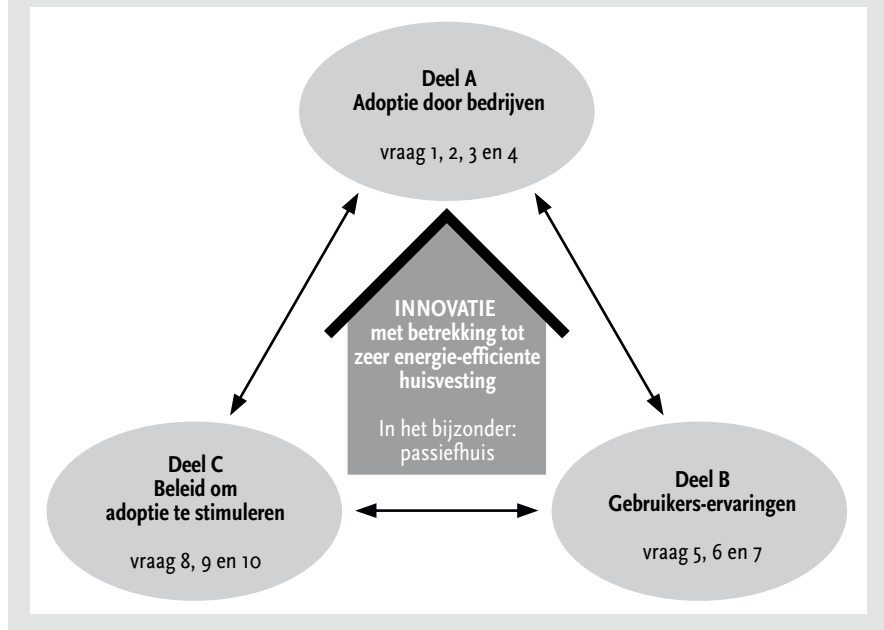 Deel A
Adoptie door bedrijven
vraag 1, 2, 3 en 4
INNOVATIE
met betrekking tot
zeer energie-efficiente
huisvesting
In het bijzonder:
passiefhuis
Deel C
Beleid om
adoptie te stimuleren
vraag 8, 9 en 10
Deel B
Gebruikers-ervaringen
vraag 5, 6 en 7